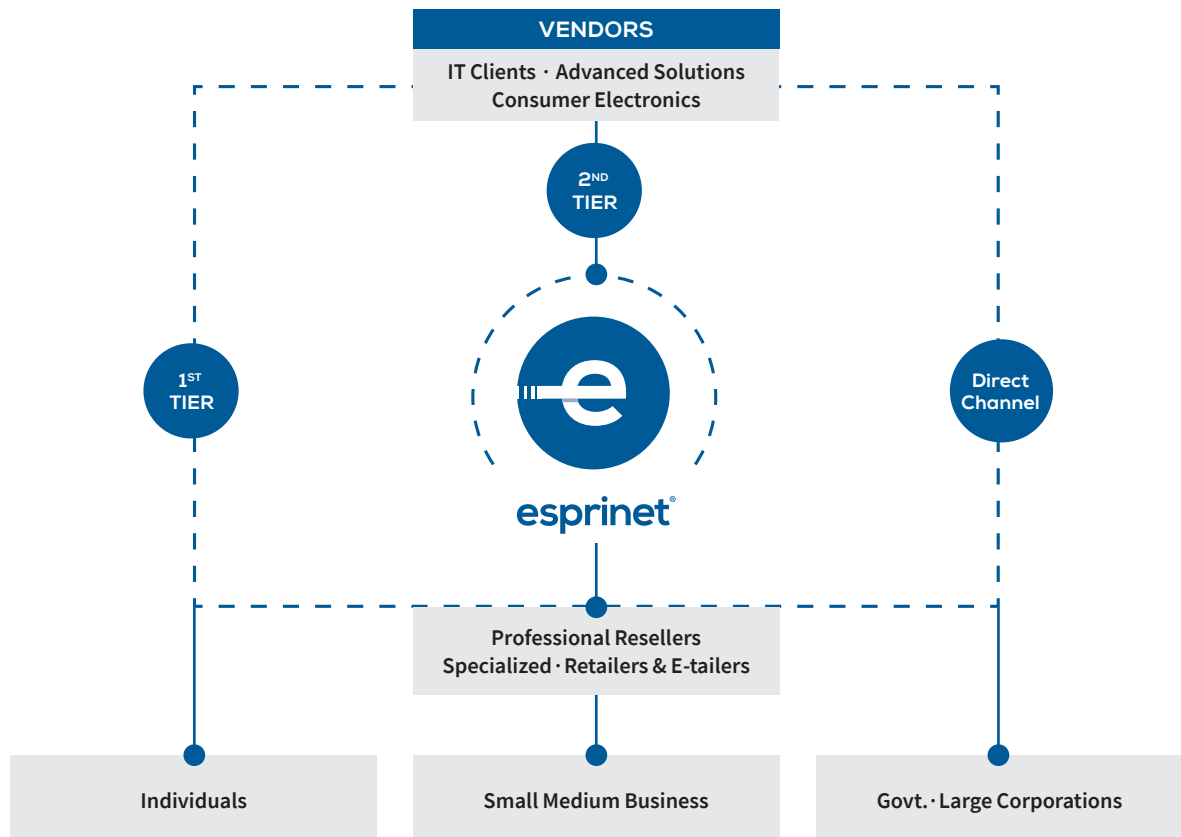 VENDORS
IT Clients · Advanced Solutions
Consumer Electronics
2ND
TIER
1ST
TIER
Direct
Channel
e
esprinet®
Professional Resellers
Specialized · Retailers & E-tailers
Individuals
Small Medium Business
Govt. · Large Corporations